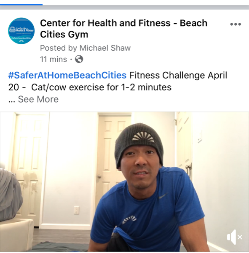 Center for Health and Fitness - Beach
Cities Gym
Posted by Michael Shaw
11 mins ·
#SaferAtHomeBeachCities Fitness Challenge April
20 - Cat/cow exercise for 1-2 minutes
... See More